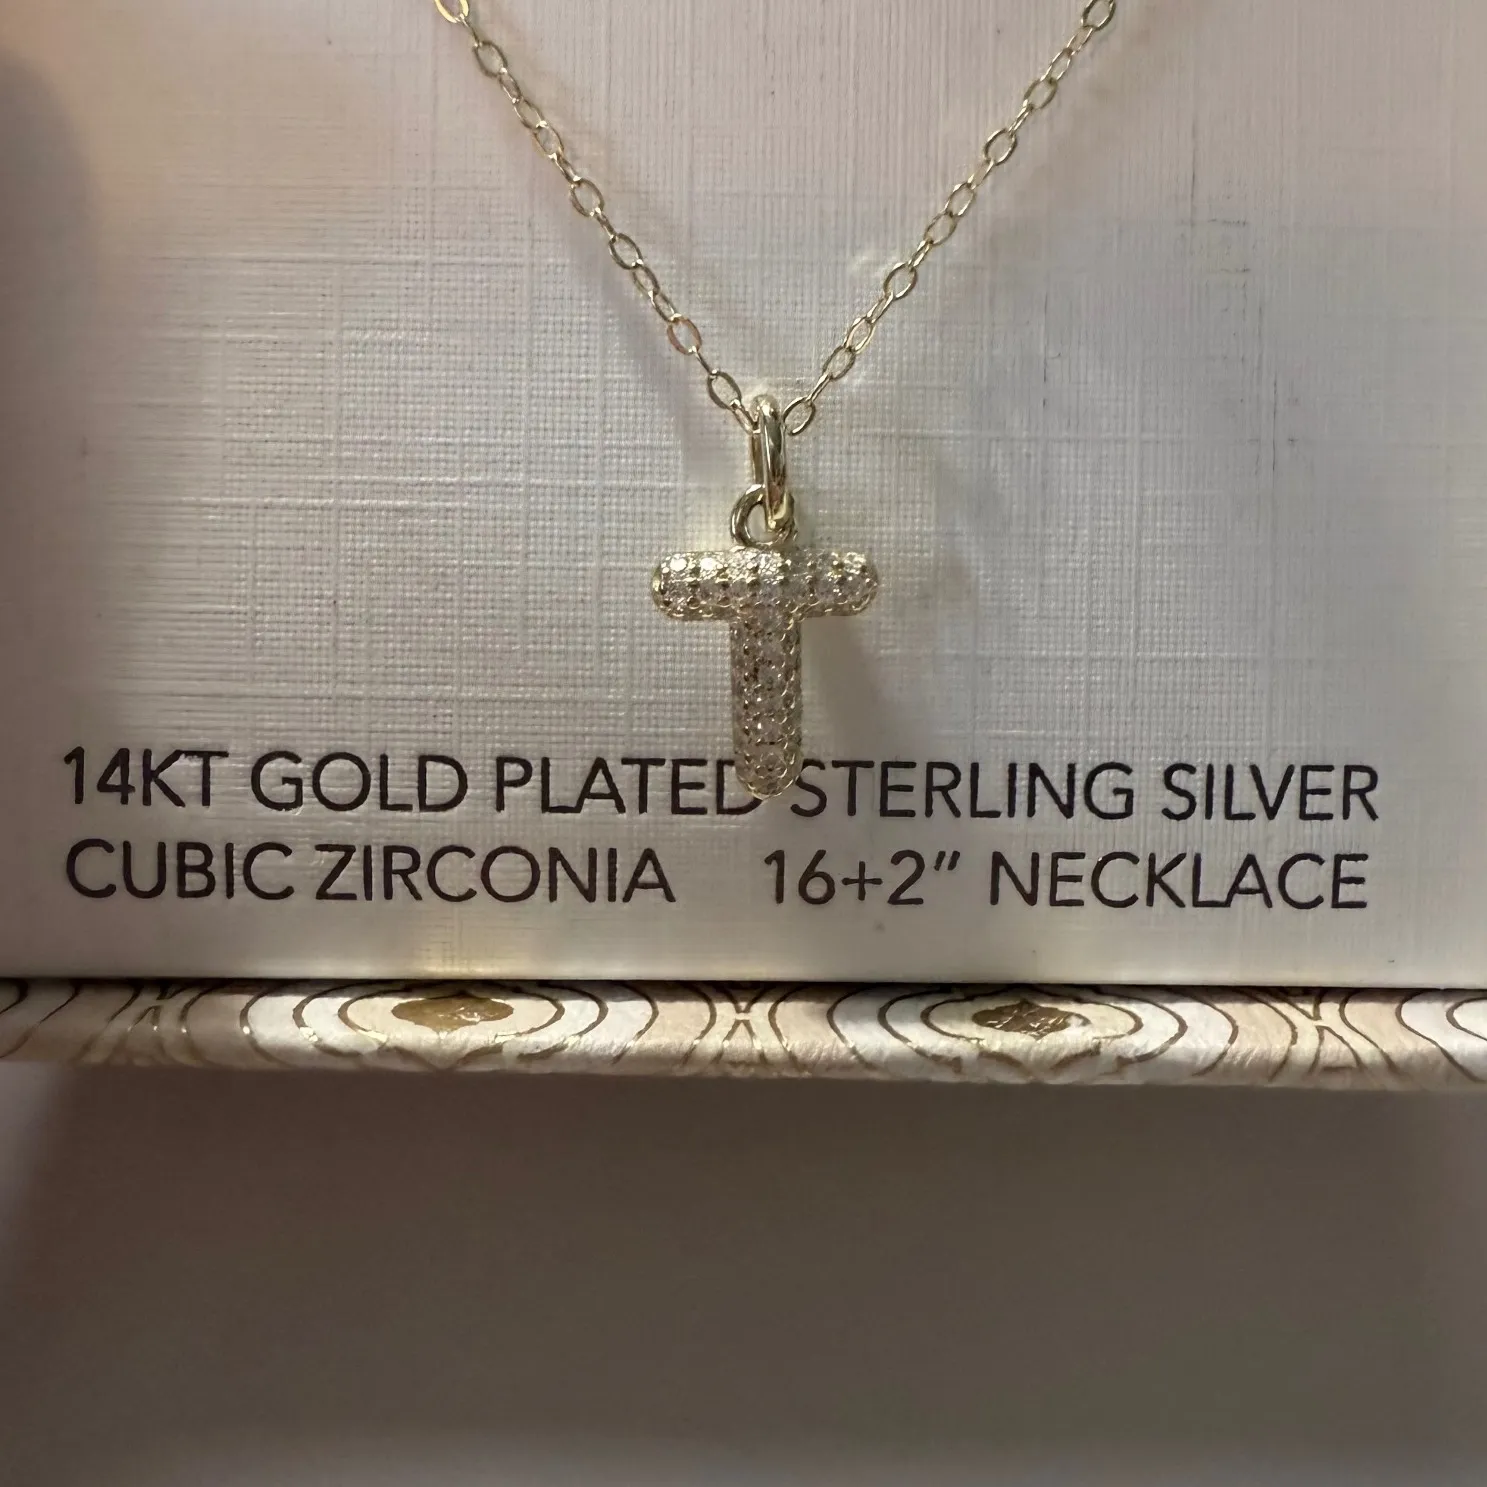 14KT GOLD PLATED STERLING SILVER
CUBIC ZIRCONIA 16+2″ NECKLACE